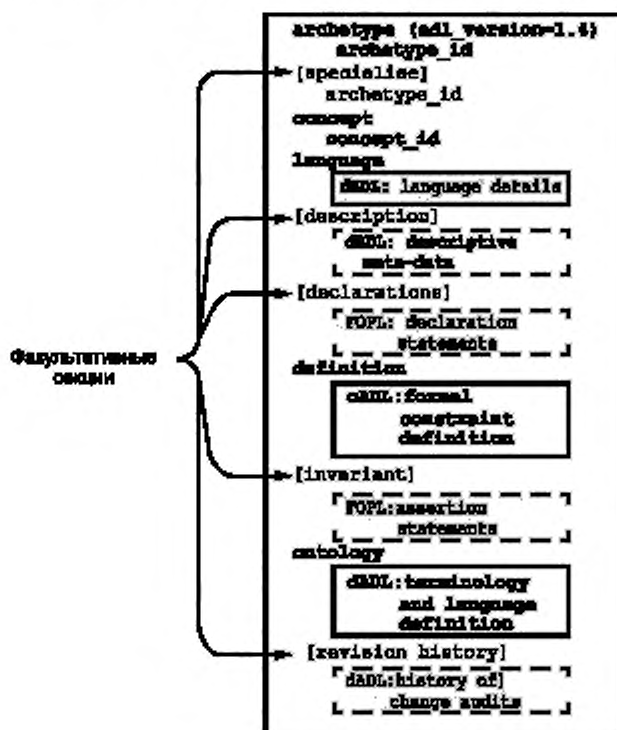 archetype (adl_version=1.4)
archetype_id
[specialise]
archetype_id
concept
concept_id
language
dADL: language details
[description]
dADL: descriptive
meta-data
[declarations]
FOPL: declaration
statements
Факультативные
секции
definition
cADL:formal
constraint
definition
[invariant]
FOPL:assertion
statements
ontology
dADL:terminology
and language
definition
[revision history]
dADL:history of
change audits